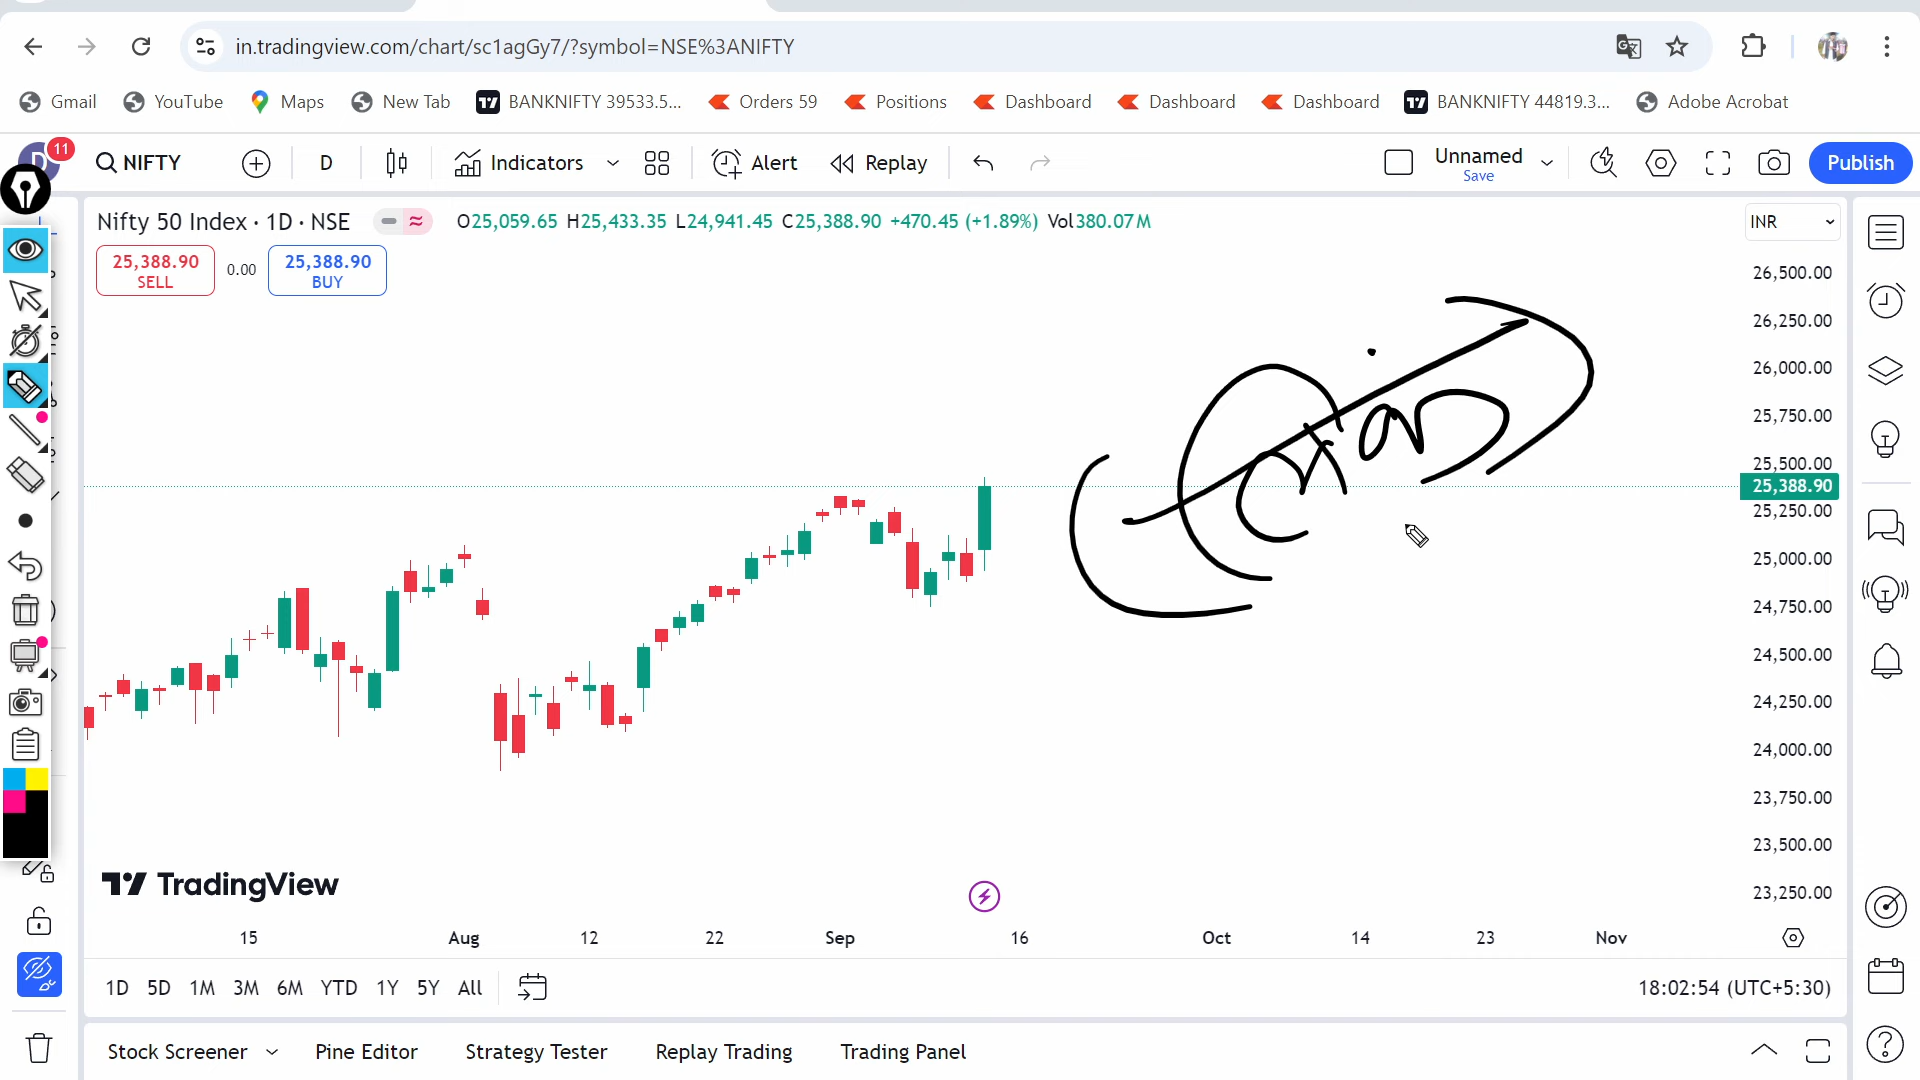 in.tradingview.com/chart/sc1agGy7/?symbol=NSE%3ANIFTY
Gmail YouTube Maps New Tab BANKNIFTY 39533.5... Orders 59 Positions Dashboard Dashboard Dashboard BANKNIFTY 44819.3... Adobe Acrobat
D 11 NIFTY D Indicators Alert Replay Unnamed Save Publish
Nifty 50 Index · 1D · NSE O25,059.65 H25,433.35 L24,941.45 C25,388.90 +470.45 (+1.89%) Vol380.07M INR
25,388.90 SELL 0.00 25,388.90 BUY
26,500.00
26,250.00
26,000.00
25,750.00
25,500.00
25,388.90
25,250.00
25,000.00
24,750.00
24,500.00
24,250.00
24,000.00
23,750.00
23,500.00
23,250.00
TradingView
15 Aug 12 22 Sep 16 Oct 14 23 Nov
1D 5D 1M 3M 6M YTD 1Y 5Y All 18:02:54 (UTC+5:30)
Stock Screener Pine Editor Strategy Tester Replay Trading Trading Panel